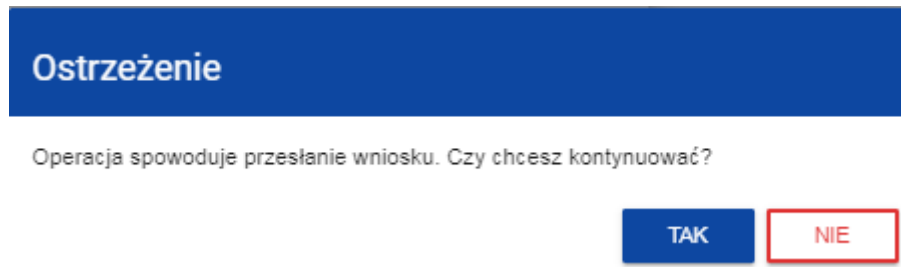 Ostrzeżenie
Operacja spowoduje przesłanie wniosku. Czy chcesz kontynuować?
TAK NIE